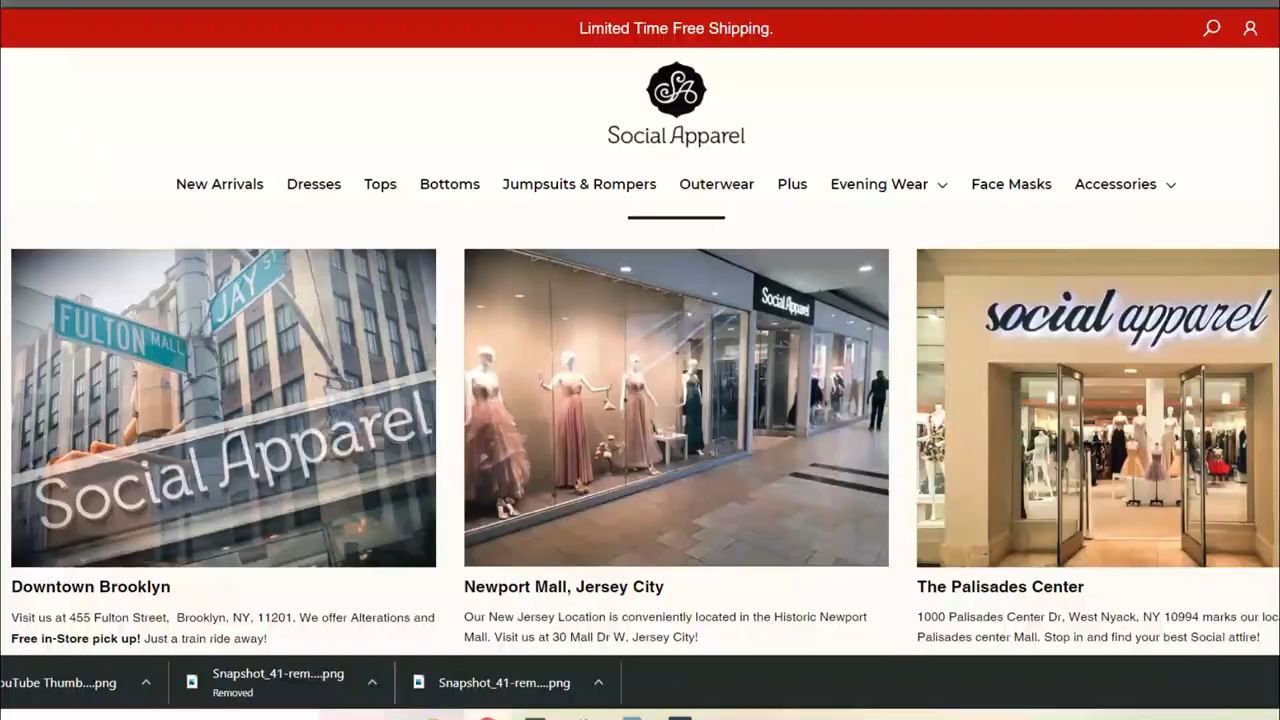 Limited Time Free Shipping.
SA
Social Apparel
New Arrivals Dresses Tops Bottoms Jumpsuits & Rompers Outerwear Plus Evening Wear Face Masks Accessories
FULTON MALL
JAY ST
Social Apparel
Social Apparel
social apparel
Downtown Brooklyn
Visit us at 455 Fulton Street, Brooklyn, NY, 11201. We offer Alterations and
Free in-Store pick up! Just a train ride away!
Newport Mall, Jersey City
Our New Jersey Location is conveniently located in the Historic Newport
Mall. Visit us at 30 Mall Dr W, Jersey City!
The Palisades Center
1000 Palisades Center Dr, West Nyack, NY 10994 marks our loc
Palisades center Mall. Stop in and find your best Social attire!
ouTube Thumb....png
Snapshot_41-rem....png
Removed
Snapshot_41-rem....png